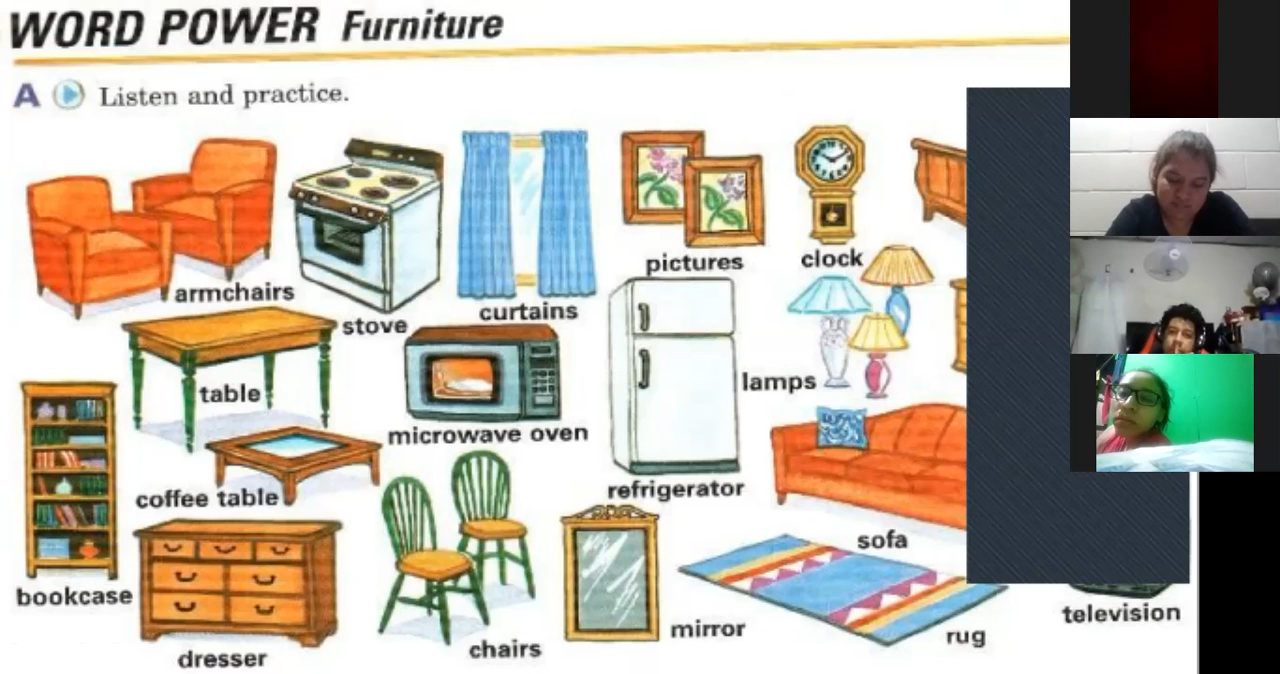 WORD POWER Furniture
A Listen and practice.
armchairs
stove
curtains
pictures
clock
table
microwave oven
refrigerator
lamps
coffee table
bookcase
dresser
chairs
mirror
sofa
rug
television